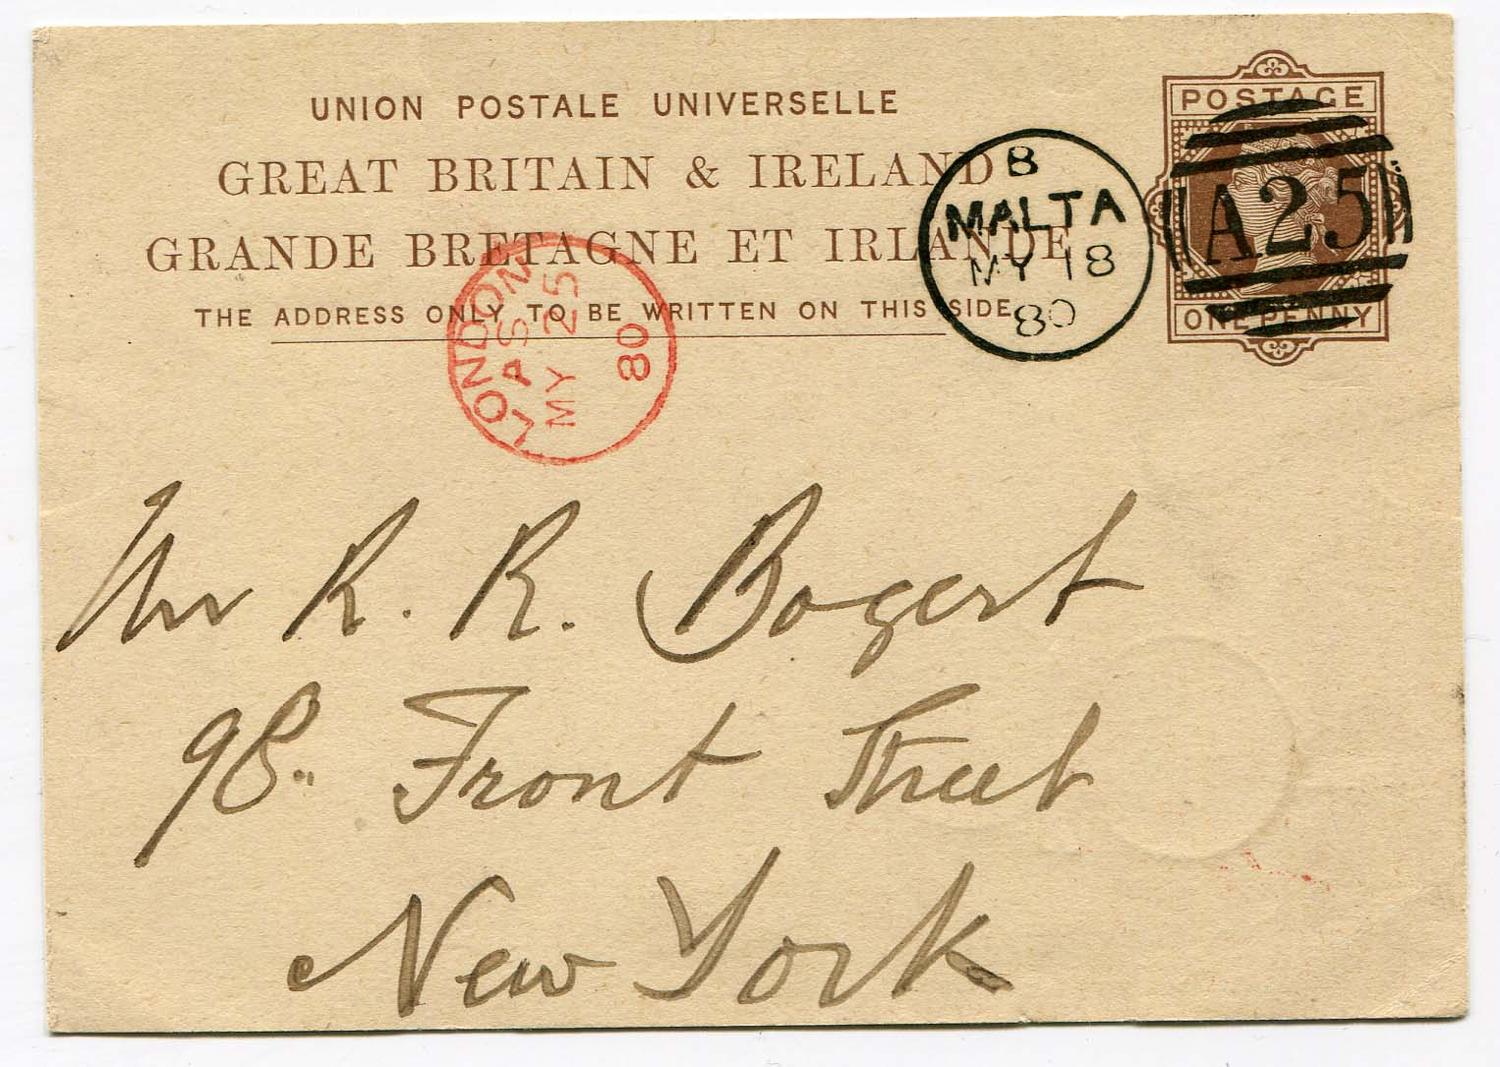 UNION POSTALE UNIVERSELLE
GREAT BRITAIN & IRELAND
GRANDE BRETAGNE ET IRLANDE
THE ADDRESS ONLY TO BE WRITTEN ON THIS SIDE
POSTAGE
ONE PENNY
A25
B
MALTA
MY 18
80
LONDON
MY 25
80
Mr R. R. Bogert
98. Front Street
New York